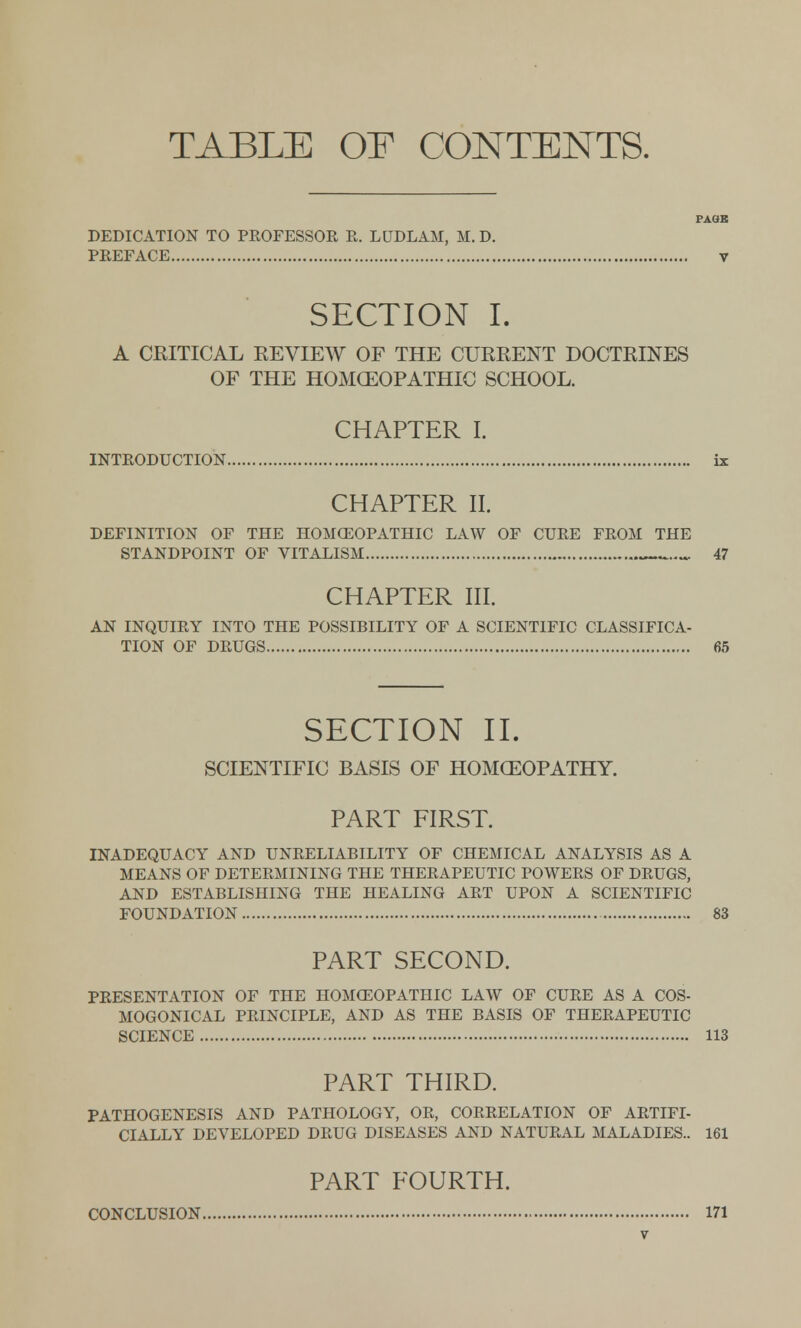 TABLE OF CONTENTS.
PAGE
DEDICATION TO PROFESSOR R. LUDLAM, M. D.
PREFACE..... v
SECTION I.
A CRITICAL REVIEW OF THE CURRENT DOCTRINES
OF THE HOMŒOPATHIC SCHOOL.
CHAPTER I.
INTRODUCTION..... ix
CHAPTER II.
DEFINITION OF THE HOMŒOPATHIC LAW OF CURE FROM THE
STANDPOINT OF VITALISM..... 47
CHAPTER III.
AN INQUIRY INTO THE POSSIBILITY OF A SCIENTIFIC CLASSIFICA-
TION OF DRUGS..... 65
SECTION II.
SCIENTIFIC BASIS OF HOMŒOPATHY.
PART FIRST.
INADEQUACY AND UNRELIABILITY OF CHEMICAL ANALYSIS AS A
MEANS OF DETERMINING THE THERAPEUTIC POWERS OF DRUGS,
AND ESTABLISHING THE HEALING ART UPON A SCIENTIFIC
FOUNDATION..... 83
PART SECOND.
PRESENTATION OF THE HOMŒOPATHIC LAW OF CURE AS A COS-
MOGONICAL PRINCIPLE, AND AS THE BASIS OF THERAPEUTIC
SCIENCE..... 113
PART THIRD.
PATHOGENESIS AND PATHOLOGY, OR, CORRELATION OF ARTIFI-
CIALLY DEVELOPED DRUG DISEASES AND NATURAL MALADIES.. 161
PART FOURTH.
CONCLUSION..... 171
v